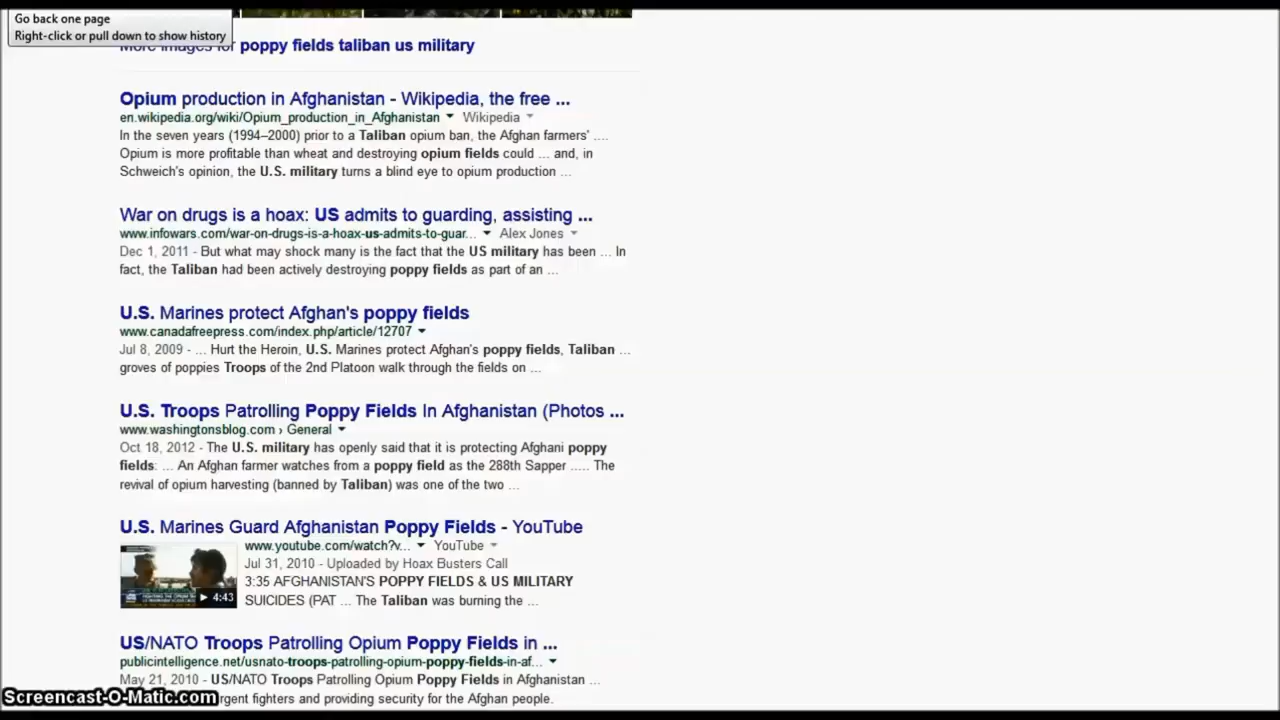 Go back one page
Right-click or pull down to show history
More images for poppy fields taliban us military
Opium production in Afghanistan - Wikipedia, the free ...
en.wikipedia.org/wiki/Opium_production_in_Afghanistan ▼ Wikipedia ▼
In the seven years (1994–2000) prior to a Taliban opium ban, the Afghan farmers' ....
Opium is more profitable than wheat and destroying opium fields could ... and, in
Schweich's opinion, the U.S. military turns a blind eye to opium production ...
War on drugs is a hoax: US admits to guarding, assisting ...
www.infowars.com/war-on-drugs-is-a-hoax-us-admits-to-guar... ▼ Alex Jones ▼
Dec 1, 2011 - But what may shock many is the fact that the US military has been ... In
fact, the Taliban had been actively destroying poppy fields as part of an ...
U.S. Marines protect Afghan's poppy fields
www.canadafreepress.com/index.php/article/12707 ▼
Jul 8, 2009 - ... Hurt the Heroin, U.S. Marines protect Afghan's poppy fields, Taliban ...
groves of poppies Troops of the 2nd Platoon walk through the fields on ...
U.S. Troops Patrolling Poppy Fields In Afghanistan (Photos ...
www.washingtonsblog.com › General ▼
Oct 18, 2012 - The U.S. military has openly said that it is protecting Afghani poppy
fields: ... An Afghan farmer watches from a poppy field as the 288th Sapper ..... The
revival of opium harvesting (banned by Taliban) was one of the two ...
U.S. Marines Guard Afghanistan Poppy Fields - YouTube
www.youtube.com/watch?v... ▼ YouTube ▼
Jul 31, 2010 - Uploaded by Hoax Busters Call
3:35 AFGHANISTAN'S POPPY FIELDS & US MILITARY
► 4:43 SUICIDES (PAT ... The Taliban was burning the ...
US/NATO Troops Patrolling Opium Poppy Fields in ...
publicintelligence.net/usnato-troops-patrolling-opium-poppy-fields-in-af... ▼
May 21, 2010 - US/NATO Troops Patrolling Opium Poppy Fields in Afghanistan ...
Screencast-O-Matic.com
fighters and providing security for the Afghan people.